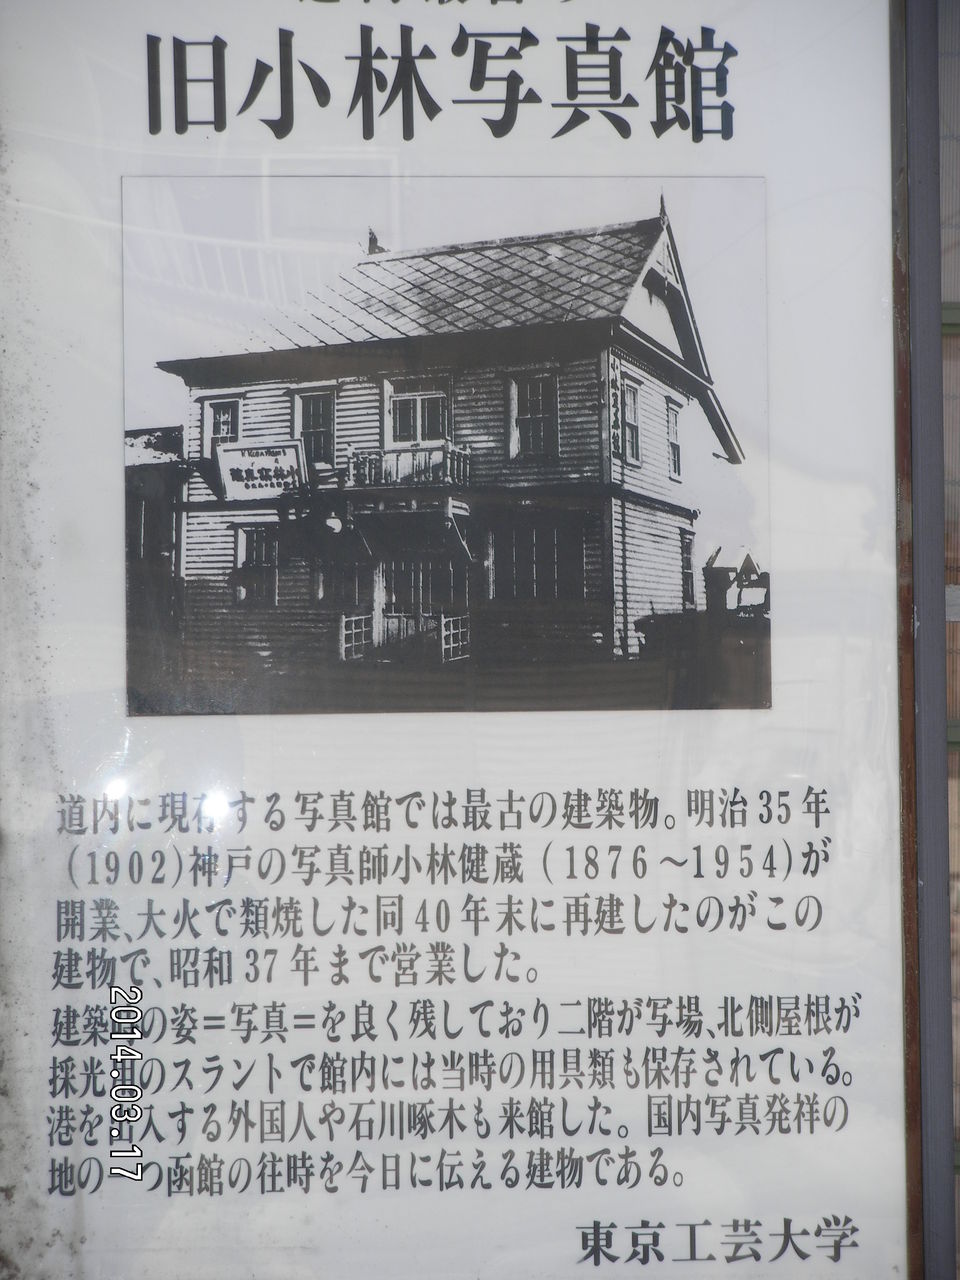 旧小林写真館
道内に現存する写真館では最古の建築物。明治35年
(1902)神戸の写真師小林健蔵(1876～1954)が
開業、大火で類焼した同40年末に再建したのがこの
建物で、昭和37年まで営業した。
建築時の姿=写真=を良く残しており二階が写場、北側屋根が
採光用のスラントで館内には当時の用具類も保存されている。
港を出入する外国人や石川啄木も来館した。国内写真発祥の
地の一つ函館の往時を今日に伝える建物である。
東京工芸大学
2014.03.17